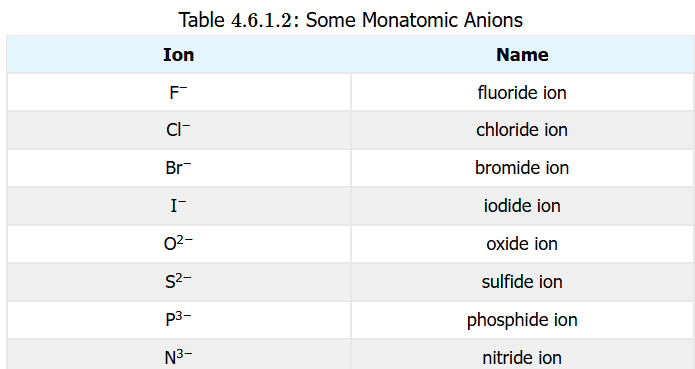 Table 4.6.1.2: Some Monatomic Anions
Ion Name
F⁻ fluoride ion
Cl⁻ chloride ion
Br⁻ bromide ion
I⁻ iodide ion
O²⁻ oxide ion
S²⁻ sulfide ion
P³⁻ phosphide ion
N³⁻ nitride ion